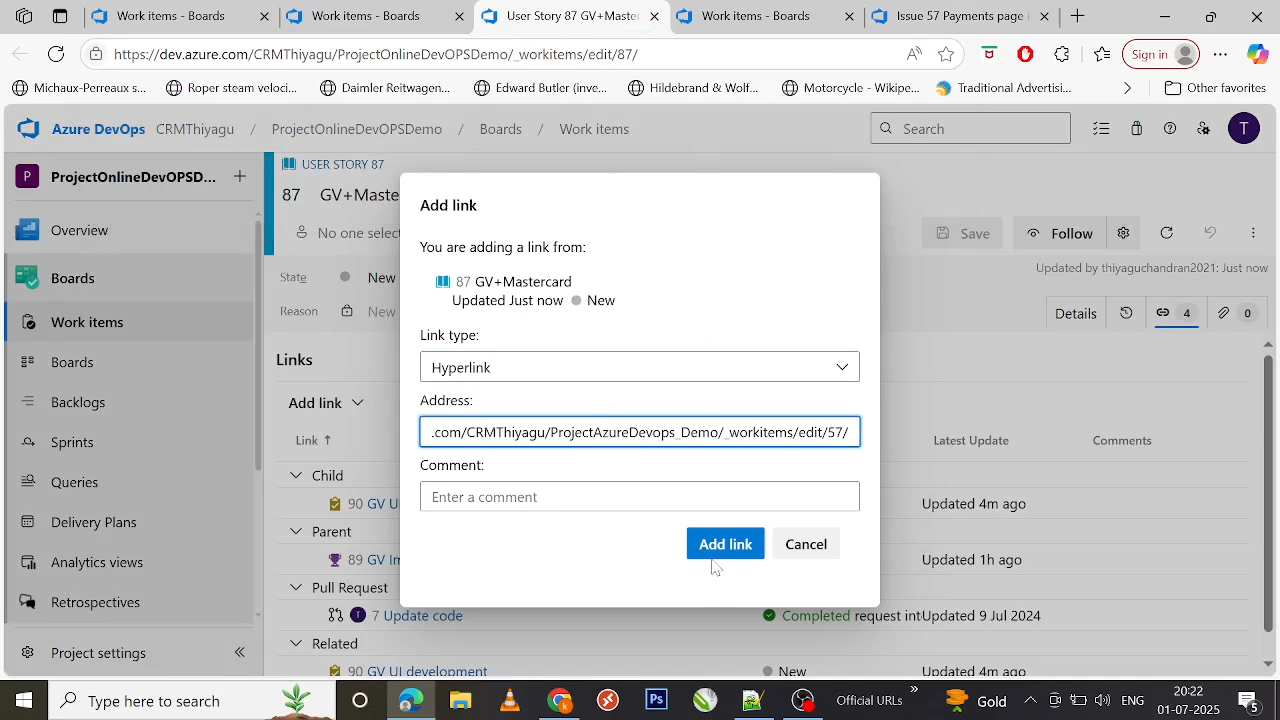 Work items - Boards
Work items - Boards
User Story 87 GV+Master
Work items - Boards
Issue 57 Payments page i
https://dev.azure.com/CRMThiyagu/ProjectOnlineDevOPSDemo/_workitems/edit/87/
Sign in
Michaux-Perreaux s...
Roper stetm veloci...
Daimler Reitwagen...
Edward Butler (inve...
Hildebrand & Wolf...
Motorcycle - Wikipe...
Traditional Advertisi...
Other favorites
Azure DevOps CRMThiyagu / ProjectOnlineDevOPSDemo / Boards / Work items
Search
T
P ProjectOnlineDevOPSD...
Overview
Boards
Work items
Boards
Backlogs
Sprints
Queries
Delivery Plans
Analytics views
Retrospectives
Project settings
USER STORY 87
87 GV+Maste
No one select
Save
Follow
State New
Updated by thiyaguchandran2021: Just now
Reason New
Details 4 0
Links
Add link
Link
Latest Update
Comments
Child
90 GV U
Updated 4m ago
Parent
89 GV Im
Updated 1h ago
Pull Request
T 7 Update code
Completed request int Updated 9 Jul 2024
Related
90 GV UI development
New
Updated 4m ago
Add link
You are adding a link from:
87 GV+Mastercard
Updated Just now New
Link type:
Hyperlink
Address:
.com/CRMThiyagu/ProjectAzureDevops_Demo/_workitems/edit/57/
Comment:
Enter a comment
Add link
Cancel
Type here to search
Official URLs
Gold
ENG
20:22
01-07-2025
5